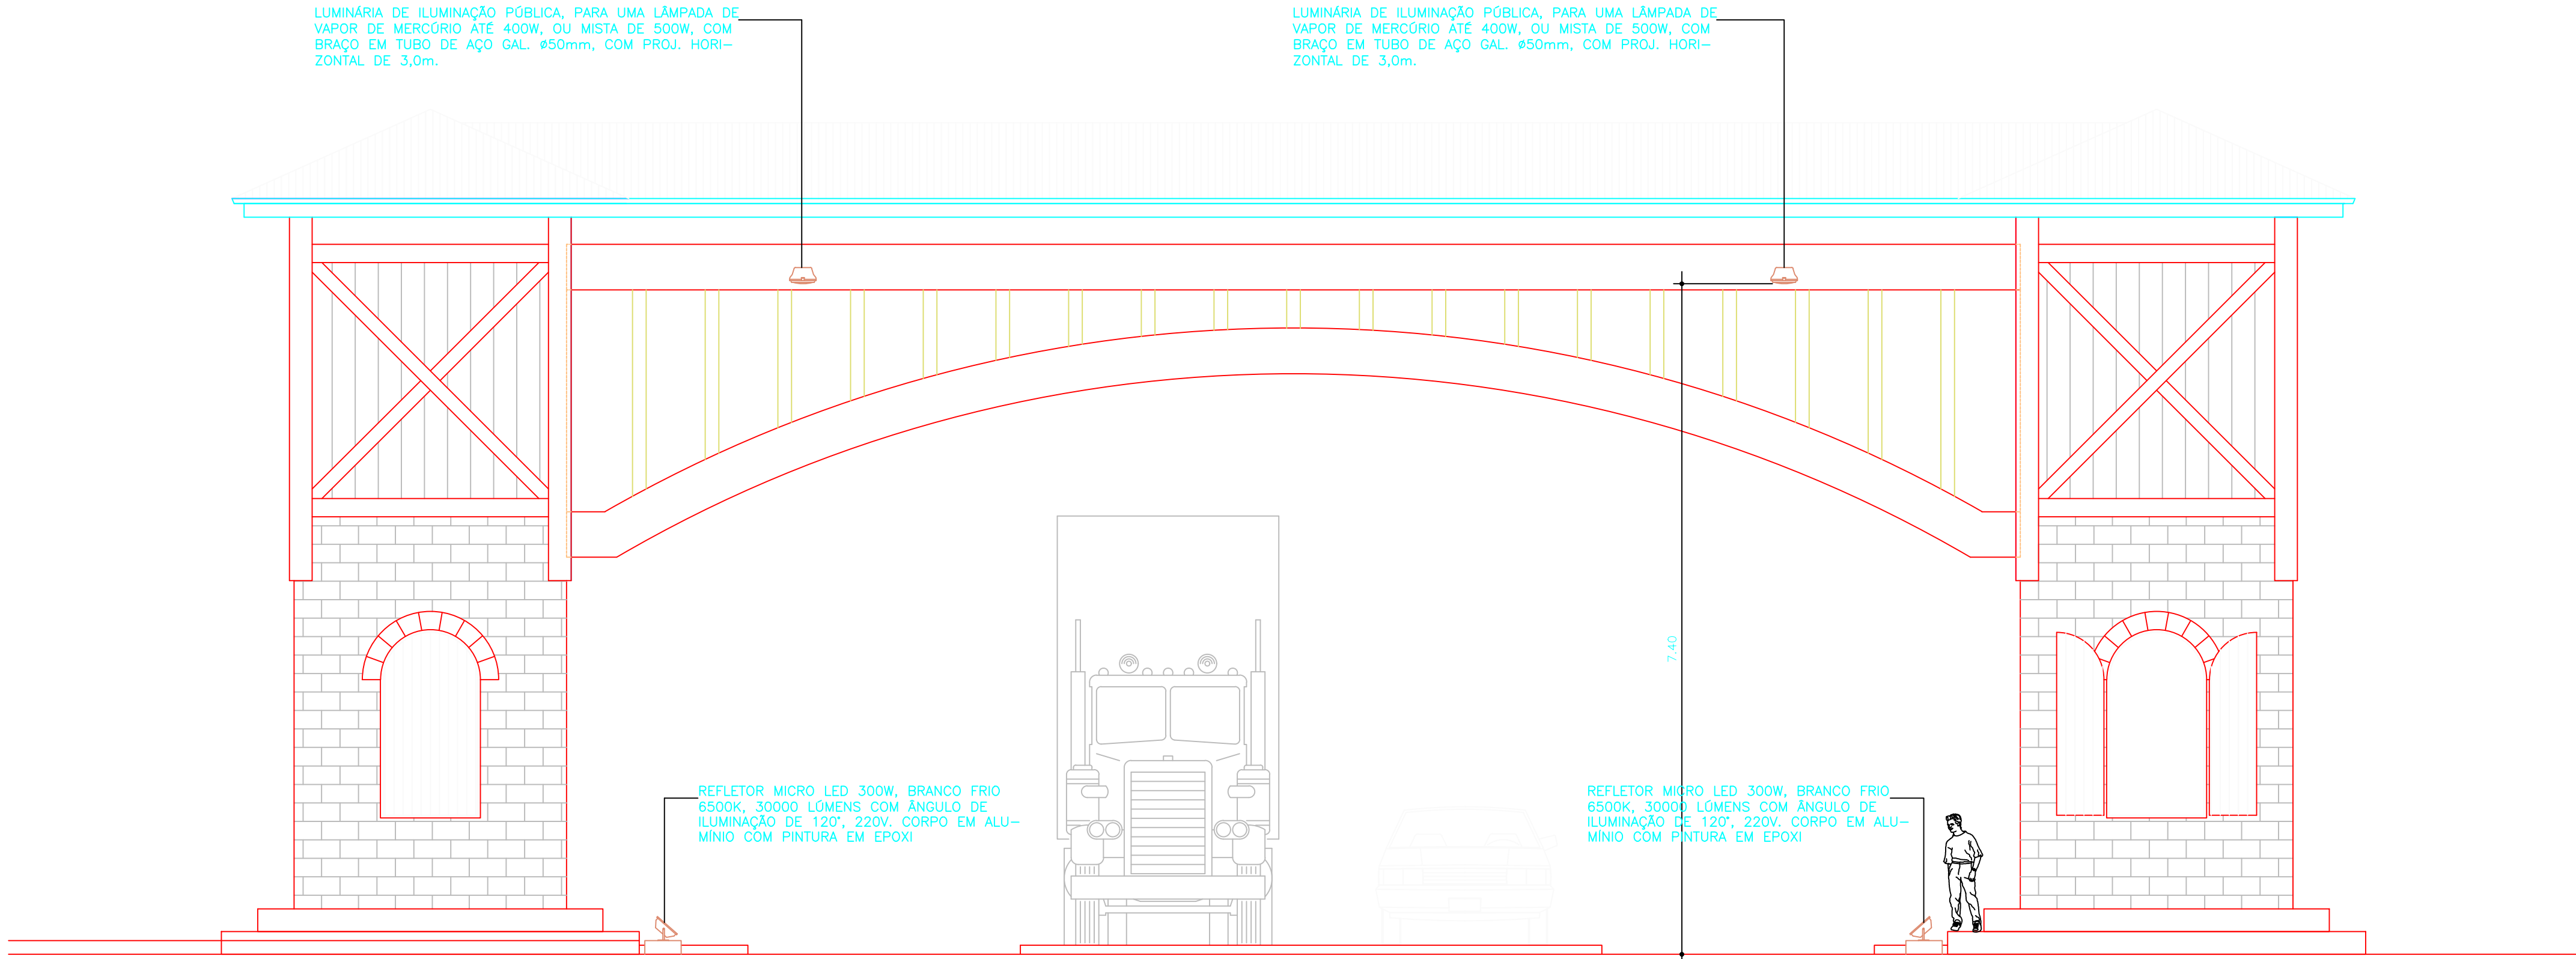 LUMINÁRIA DE ILUMINAÇÃO PÚBLICA, PARA UMA LÂMPADA DE
VAPOR DE MERCÚRIO ATÉ 400W, OU MISTA DE 500W, COM
BRAÇO EM TUBO DE AÇO GAL. ø50mm, COM PROJ. HORI-
ZONTAL DE 3,0m.
LUMINÁRIA DE ILUMINAÇÃO PÚBLICA, PARA UMA LÂMPADA DE
VAPOR DE MERCÚRIO ATÉ 400W, OU MISTA DE 500W, COM
BRAÇO EM TUBO DE AÇO GAL. ø50mm, COM PROJ. HORI-
ZONTAL DE 3,0m.
7.40
REFLETOR MICRO LED 300W, BRANCO FRIO
6500K, 30000 LÚMENS COM ÂNGULO DE
ILUMINAÇÃO DE 120°, 220V. CORPO EM ALU-
MÍNIO COM PINTURA EM EPOXI
REFLETOR MICRO LED 300W, BRANCO FRIO
6500K, 30000 LÚMENS COM ÂNGULO DE
ILUMINAÇÃO DE 120°, 220V. CORPO EM ALU-
MÍNIO COM PINTURA EM EPOXI